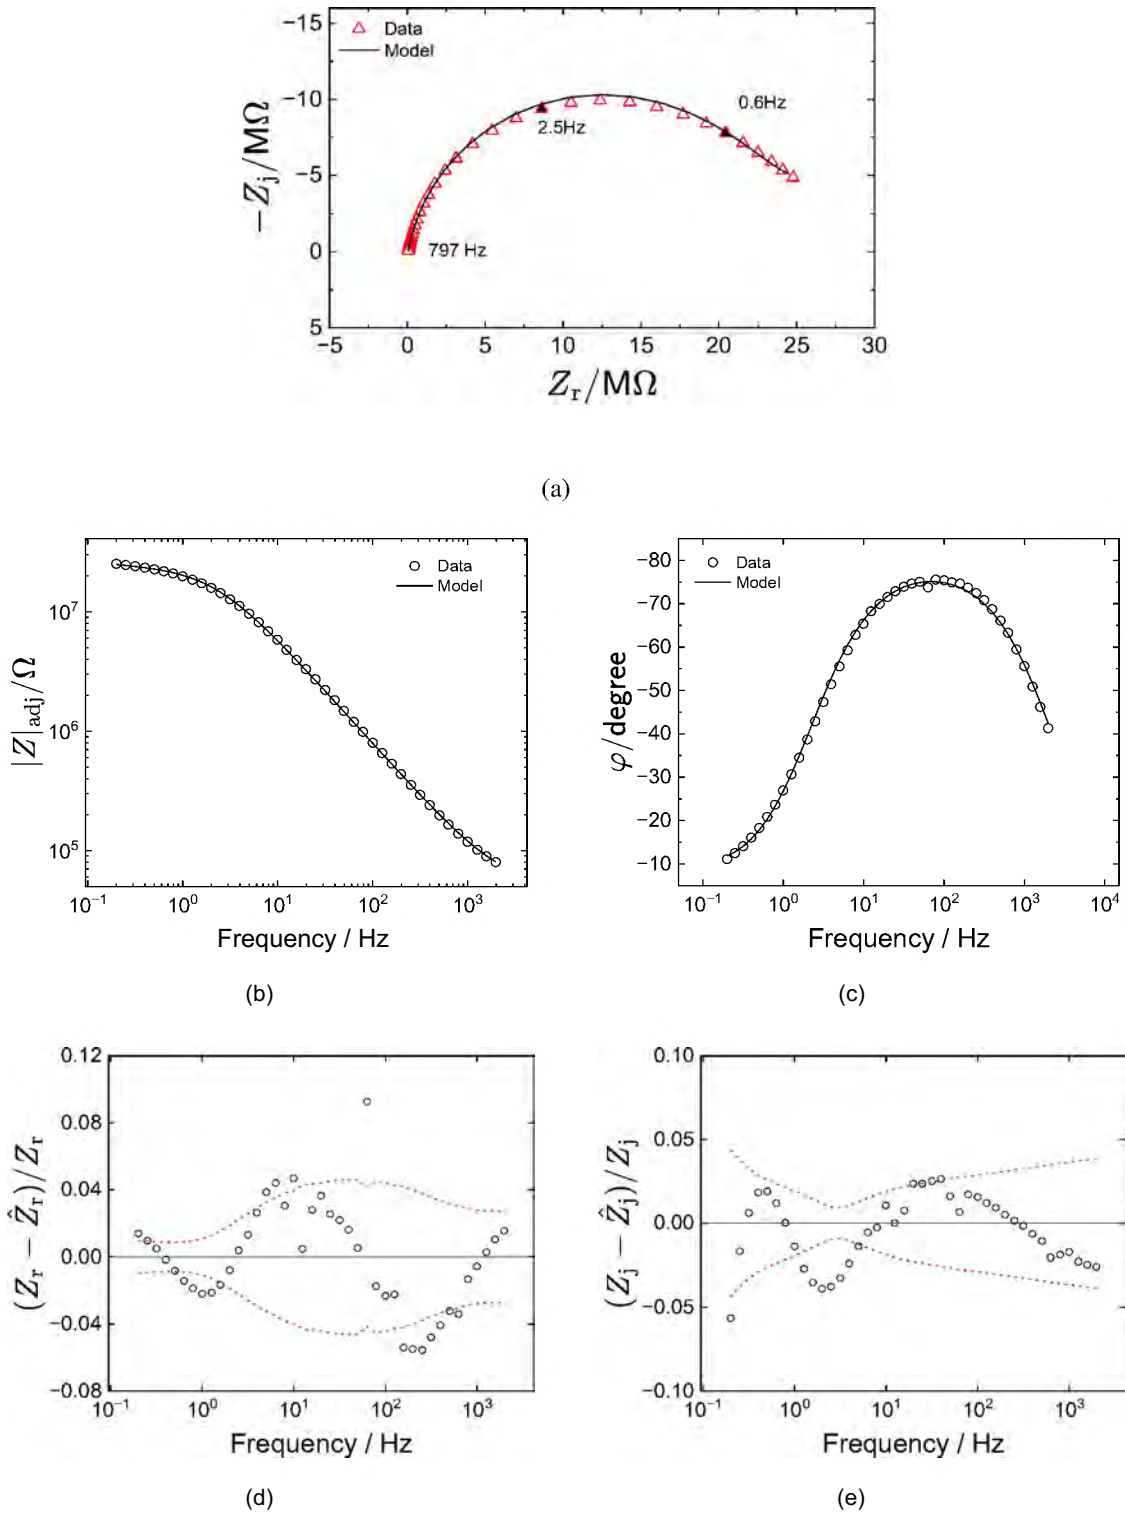 −15
Data
Model
−10
0.6Hz
2.5Hz
−5
0
797 Hz
5
−5 0 5 10 15 20 25 30
−Z_j/MΩ
Z_r/MΩ
(a)
Data
Model
10^7
10^6
10^5
|Z|_adj/Ω
10^−1 10^0 10^1 10^2 10^3
Frequency / Hz
(b)
−80
Data
Model
−70
−60
−50
−40
−30
−20
−10
φ/degree
10^−1 10^0 10^1 10^2 10^3 10^4
Frequency / Hz
(c)
0.12
0.08
0.04
0.00
−0.04
−0.08
(Z_r − Ẑ_r)/Z_r
10^−1 10^0 10^1 10^2 10^3
Frequency / Hz
(d)
0.10
0.05
0.00
−0.05
−0.10
(Z_j − Ẑ_j)/Z_j
10^−1 10^0 10^1 10^2 10^3
Frequency / Hz
(e)